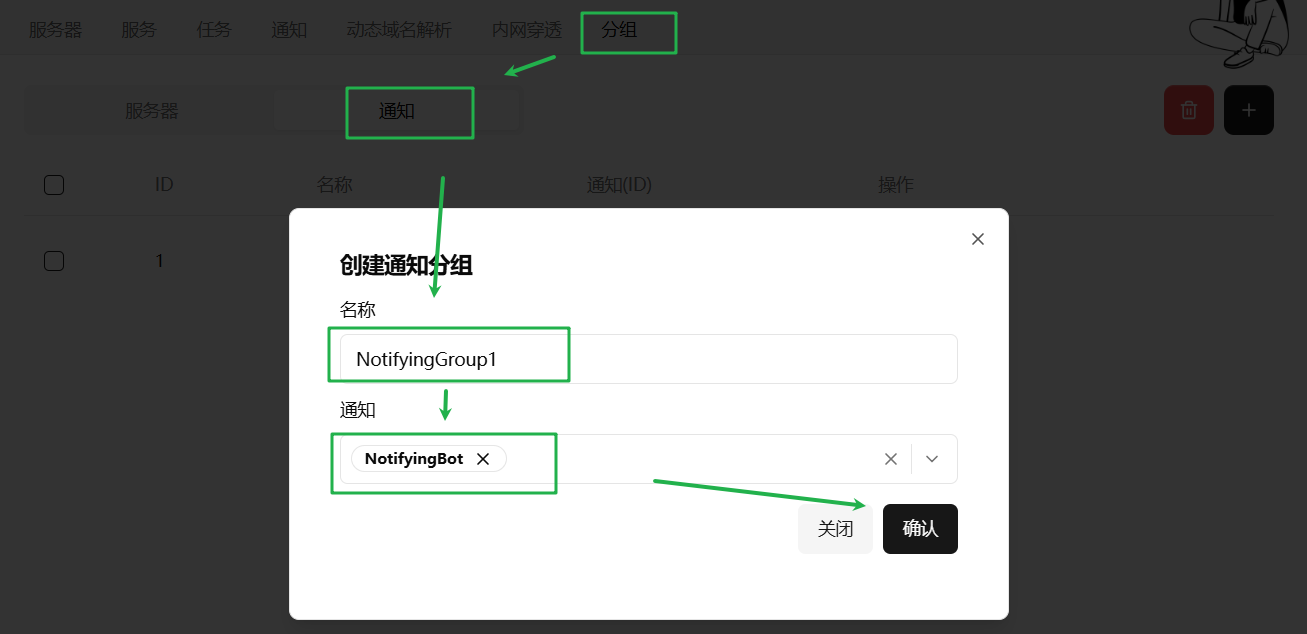 服务器 服务 任务 通知 动态域名解析 内网穿透 分组
服务器 通知
ID 名称 通知(ID) 操作
1
创建通知分组
名称
NotifyingGroup1
通知
NotifyingBot
关闭 确认